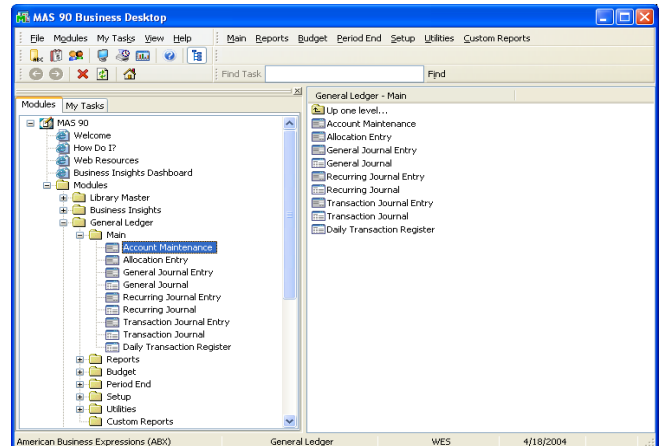 MAS 90 Business Desktop
File Modules My Tasks View Help Main Reports Budget Period End Setup Utilities Custom Reports
Find Task Find
Modules My Tasks
MAS 90
Welcome
How Do I?
Web Resources
Business Insights Dashboard
Modules
Library Master
Business Insights
General Ledger
Main
Account Maintenance
Allocation Entry
General Journal Entry
General Journal
Recurring Journal Entry
Recurring Journal
Transaction Journal Entry
Transaction Journal
Daily Transaction Register
Reports
Budget
Period End
Setup
Utilities
Custom Reports
General Ledger - Main
Up one level...
Account Maintenance
Allocation Entry
General Journal Entry
General Journal
Recurring Journal Entry
Recurring Journal
Transaction Journal Entry
Transaction Journal
Daily Transaction Register
American Business Expressions (ABX) General Ledger WES 4/18/2004